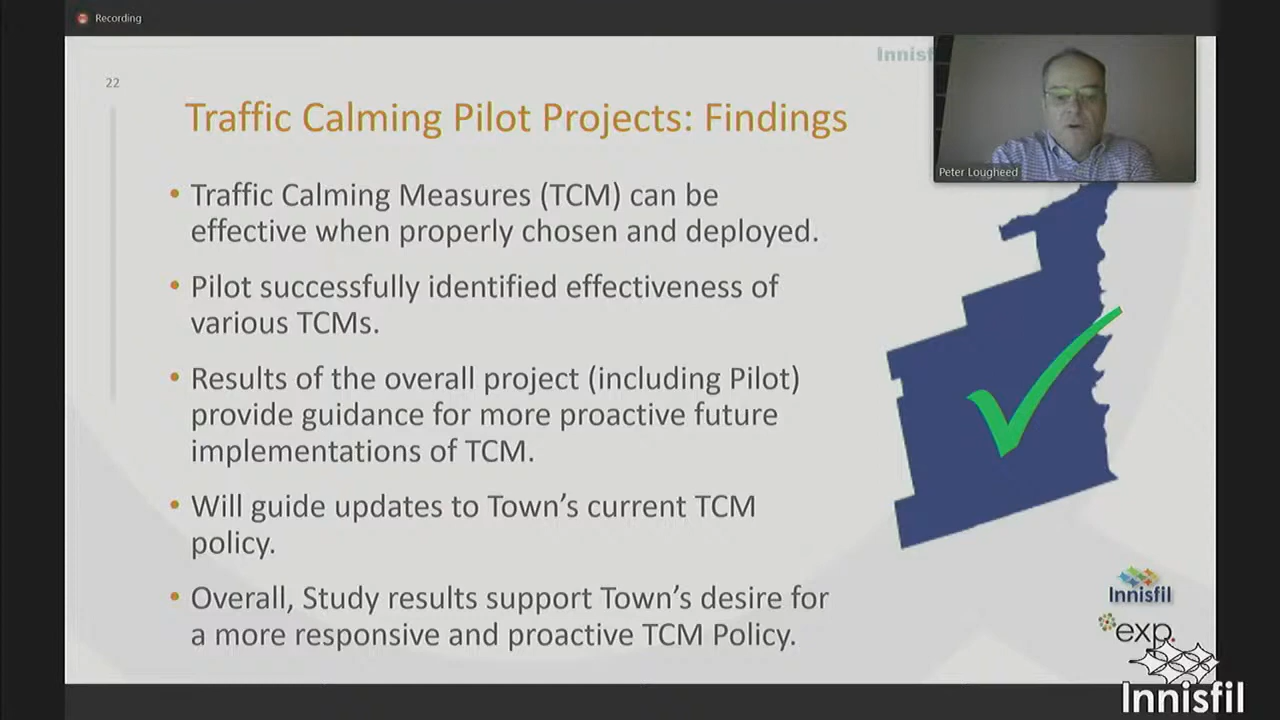 Recording
Innisf
22
Traffic Calming Pilot Projects: Findings
Peter Lougheed
• Traffic Calming Measures (TCM) can be
effective when properly chosen and deployed.
• Pilot successfully identified effectiveness of
various TCMs.
• Results of the overall project (including Pilot)
provide guidance for more proactive future
implementations of TCM.
• Will guide updates to Town's current TCM
policy.
• Overall, Study results support Town's desire for
a more responsive and proactive TCM Policy.
Innisfil
exp.
Innisfil